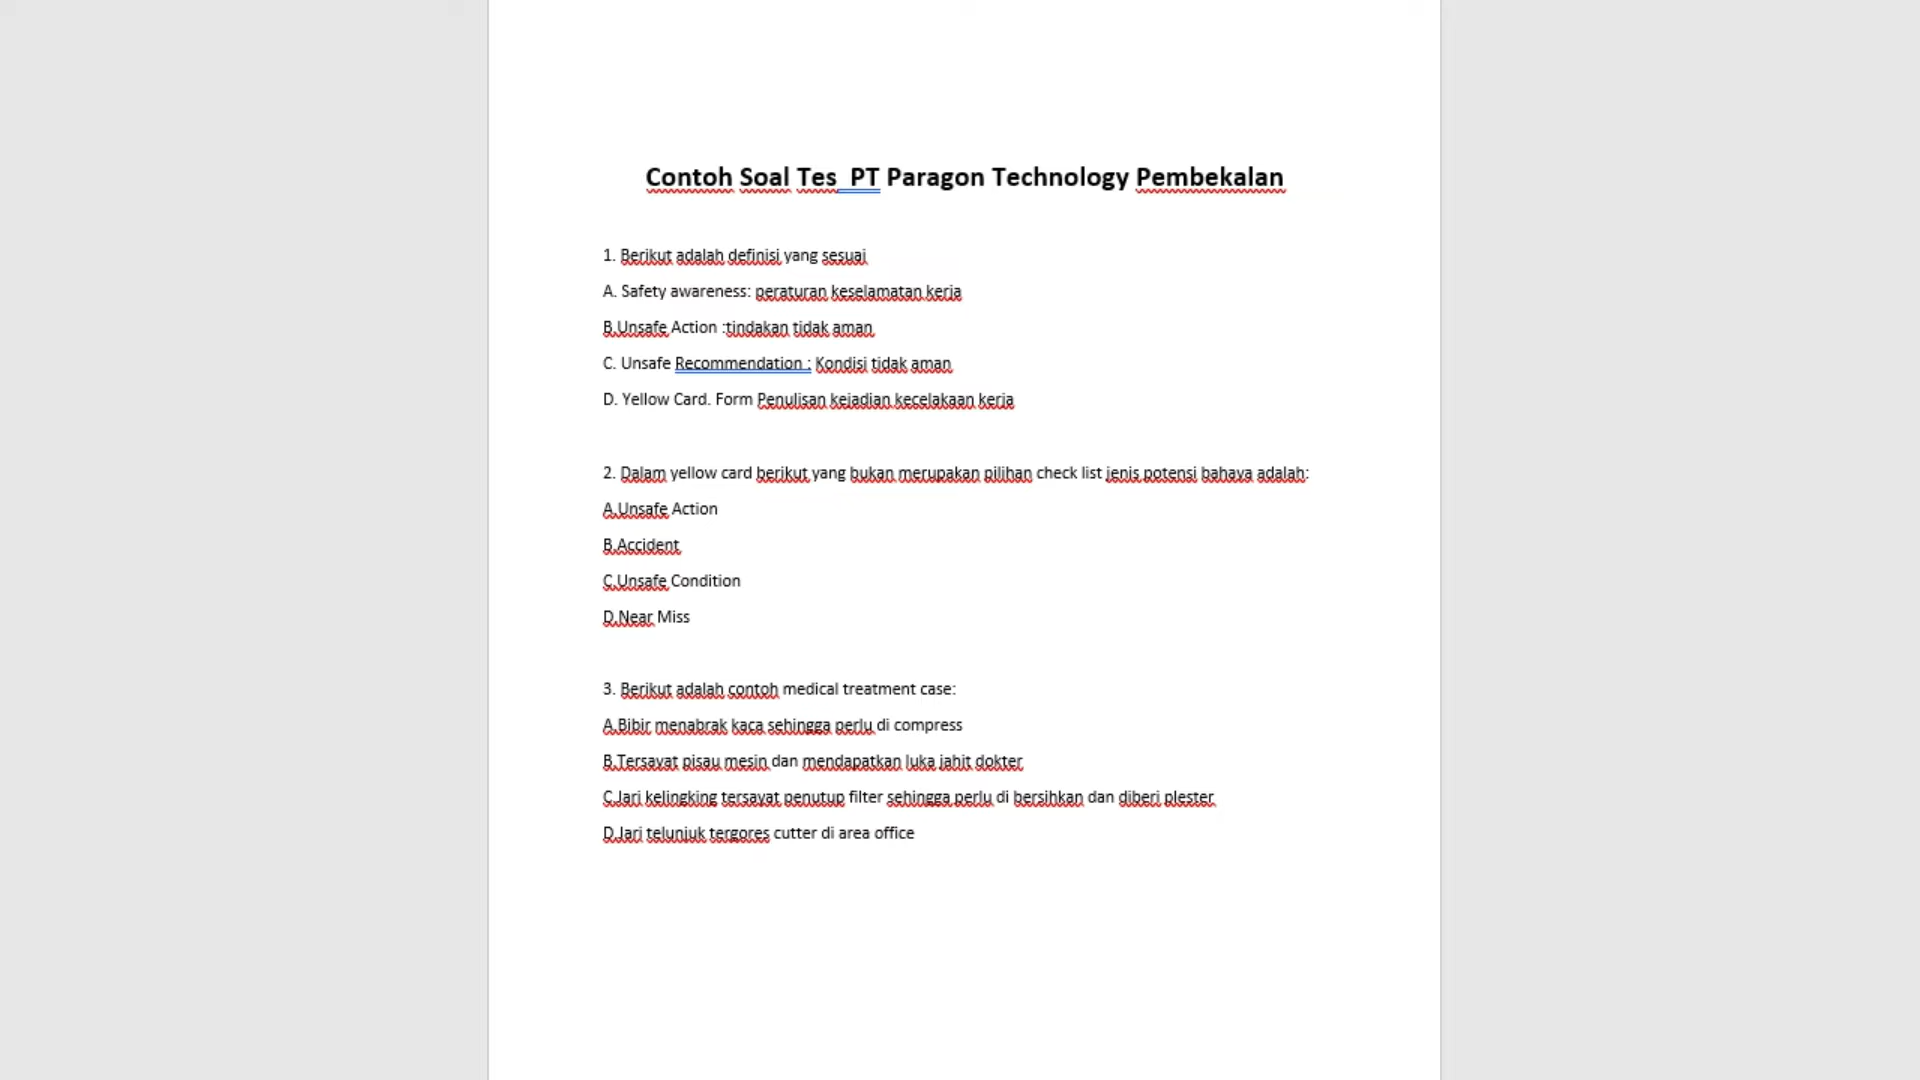 Contoh Soal Tes  PT Paragon Technology Pembekalan
1. Berikut adalah definisi yang sesuai
A. Safety awareness: peraturan keselamatan kerja
B.Unsafe Action :tindakan tidak aman
C. Unsafe Recommendation : Kondisi tidak aman
D. Yellow Card. Form Penulisan kejadian kecelakaan kerja
2. Dalam yellow card berikut yang bukan merupakan pilihan check list jenis potensi bahaya adalah:
A.Unsafe Action
B.Accident
C.Unsafe Condition
D.Near Miss
3. Berikut adalah contoh medical treatment case:
A.Bibir menabrak kaca sehingga perlu di compress
B.Tersayat pisau mesin dan mendapatkan luka jahit dokter
C.Jari kelingking tersayat penutup filter sehingga perlu di bersihkan dan diberi plester
D.Jari telunjuk tergores cutter di area office